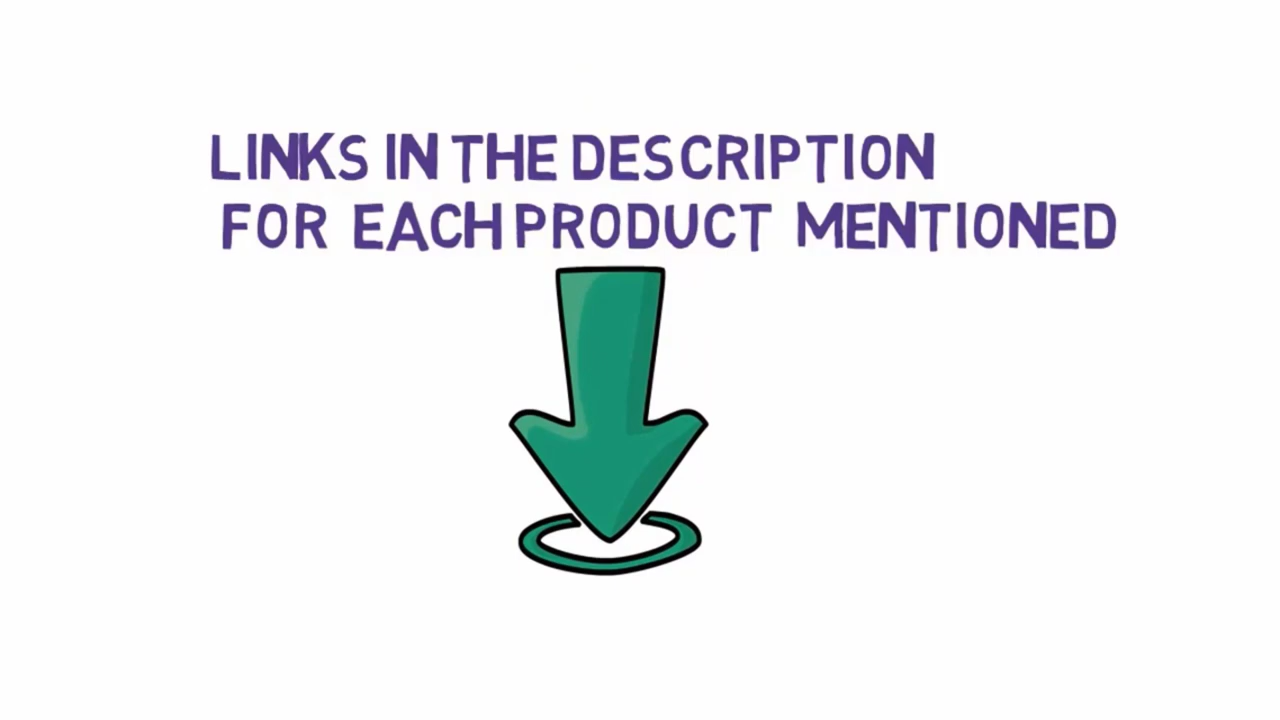 LINKS IN THE DESCRIPTION
FOR EACH PRODUCT MENTIONED